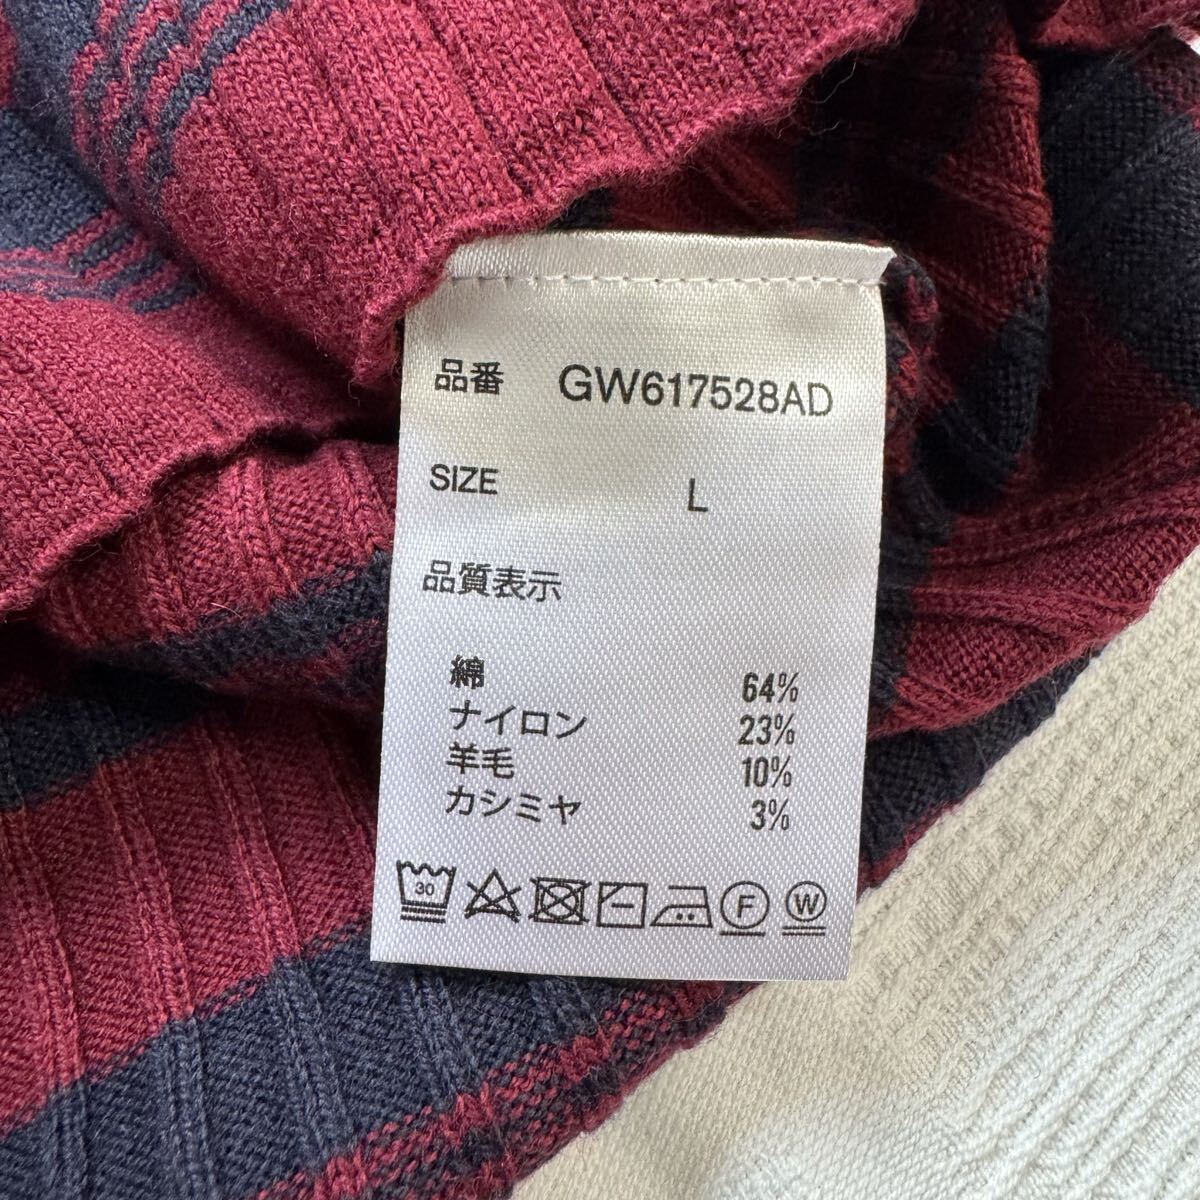 品番 GW617528AD
SIZE L
品質表示
綿 64%
ナイロン 23%
羊毛 10%
カシミヤ 3%
30 F W